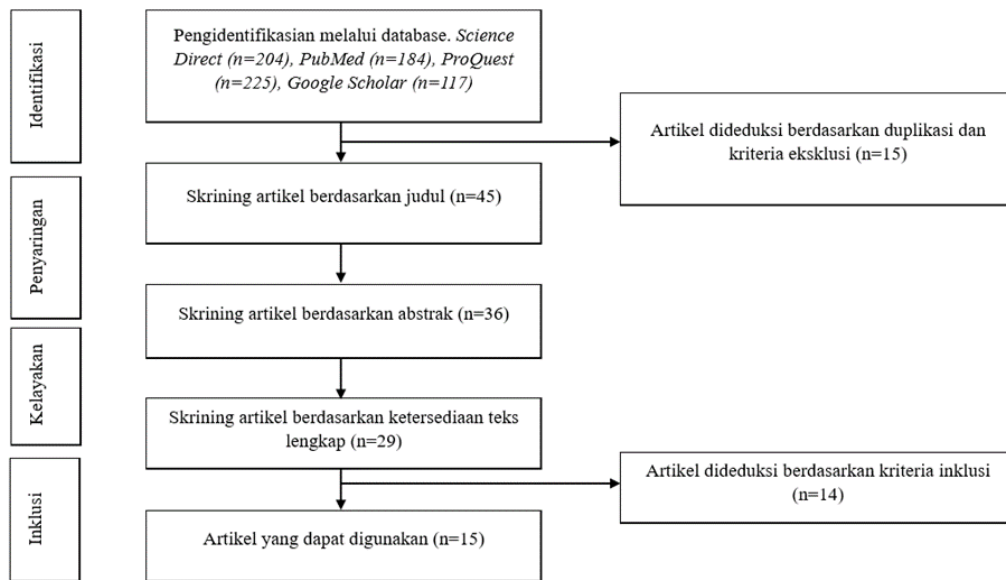 Identifikasi
Pengidentifikasian melalui database. Science
Direct (n=204), PubMed (n=184), ProQuest
(n=225), Google Scholar (n=117)
Artikel dideduksi berdasarkan duplikasi dan
kriteria eksklusi (n=15)
Penyaringan
Skrining artikel berdasarkan judul (n=45)
Skrining artikel berdasarkan abstrak (n=36)
Kelayakan
Skrining artikel berdasarkan ketersediaan teks
lengkap (n=29)
Artikel dideduksi berdasarkan kriteria inklusi
(n=14)
Inklusi
Artikel yang dapat digunakan (n=15)